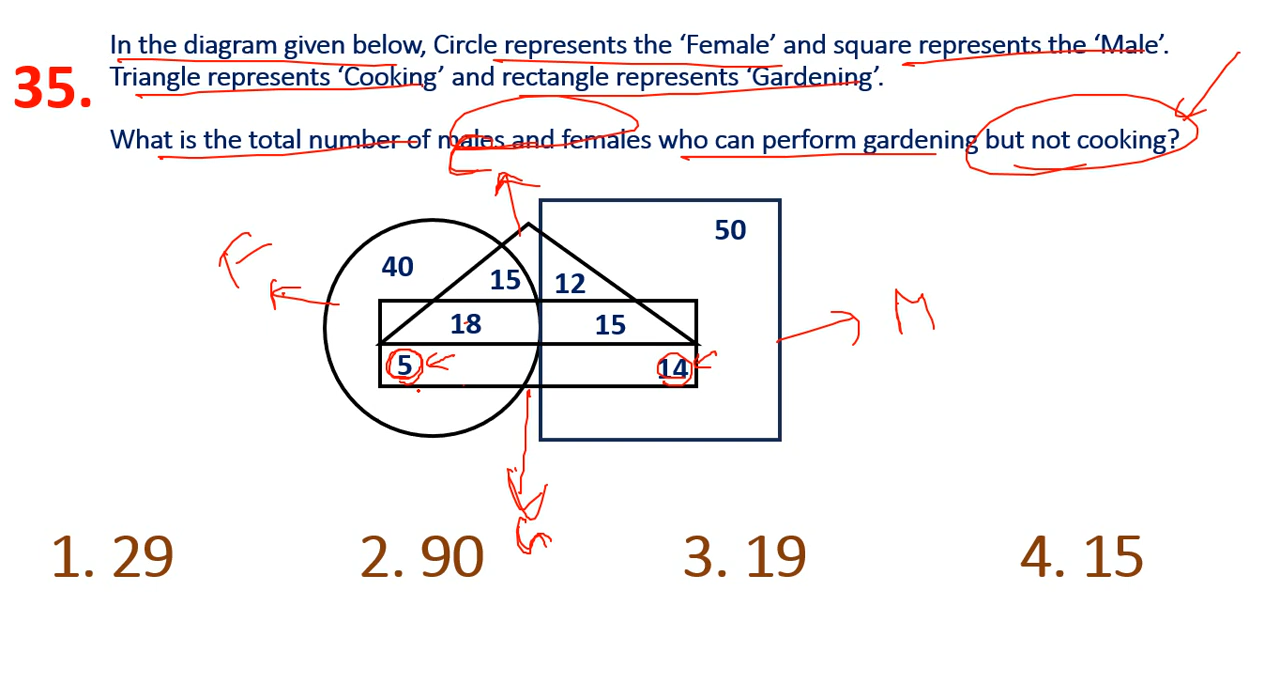 In the diagram given below, Circle represents the ‘Female’ and square represents the ‘Male’.
35.
Triangle represents ‘Cooking’ and rectangle represents ‘Gardening’.
What is the total number of males and females who can perform gardening but not cooking?
50
40
15 12
F
M
18 15
5 14
G
1. 29 2. 90 3. 19 4. 15